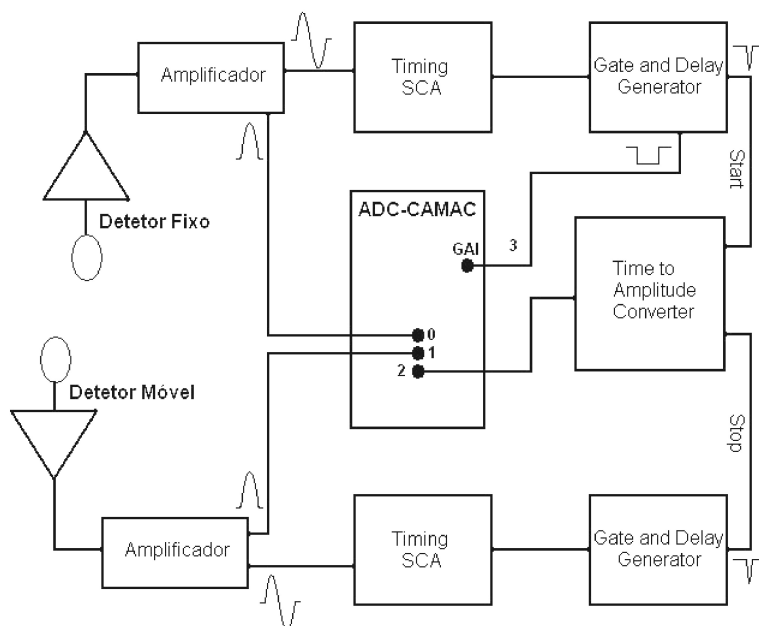 Amplificador
Timing
SCA
Gate and Delay
Generator
Start
Detetor Fixo
ADC-CAMAC
GAI
3
Time to
Amplitude
Converter
0
1
2
Detetor Móvel
Stop
Amplificador
Timing
SCA
Gate and Delay
Generator